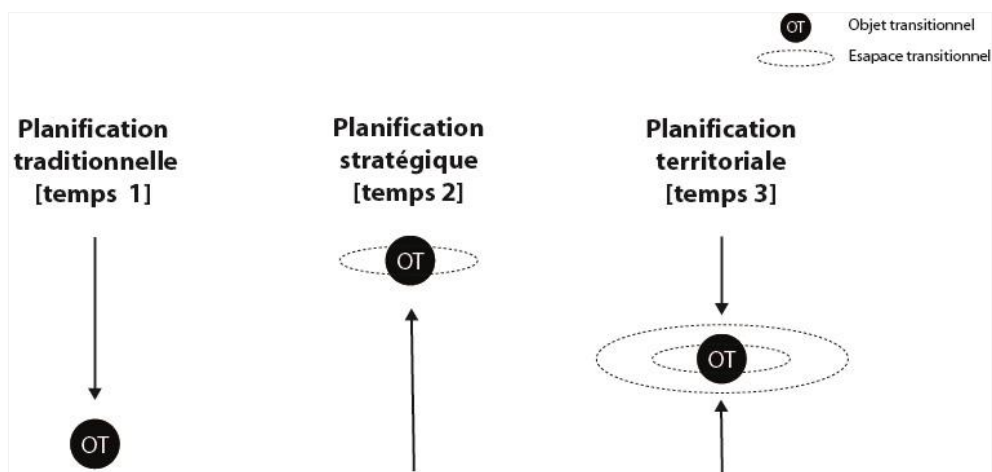 OT Objet transitionnel
Esapace transitionnel
Planification
traditionnelle
[temps 1]
Planification
stratégique
[temps 2]
Planification
territoriale
[temps 3]
OT
OT
OT